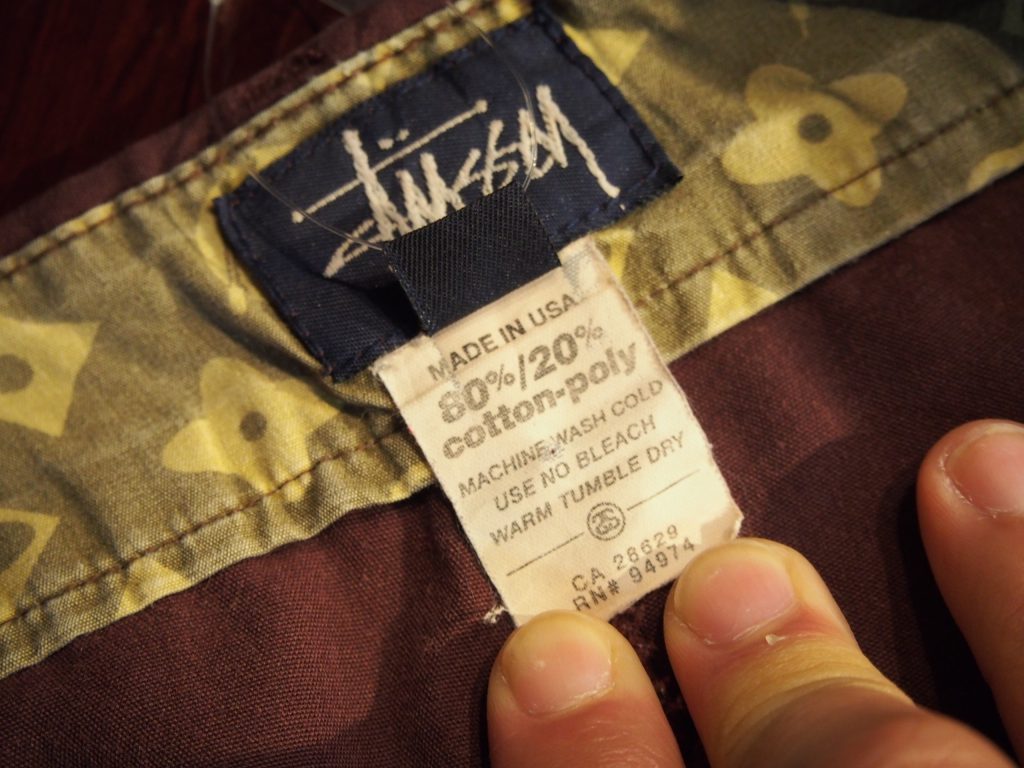 Stüssy
MADE IN USA
80%/20%
cotton-poly
MACHINE WASH COLD
USE NO BLEACH
WARM TUMBLE DRY
CA 26629
RN# 94974